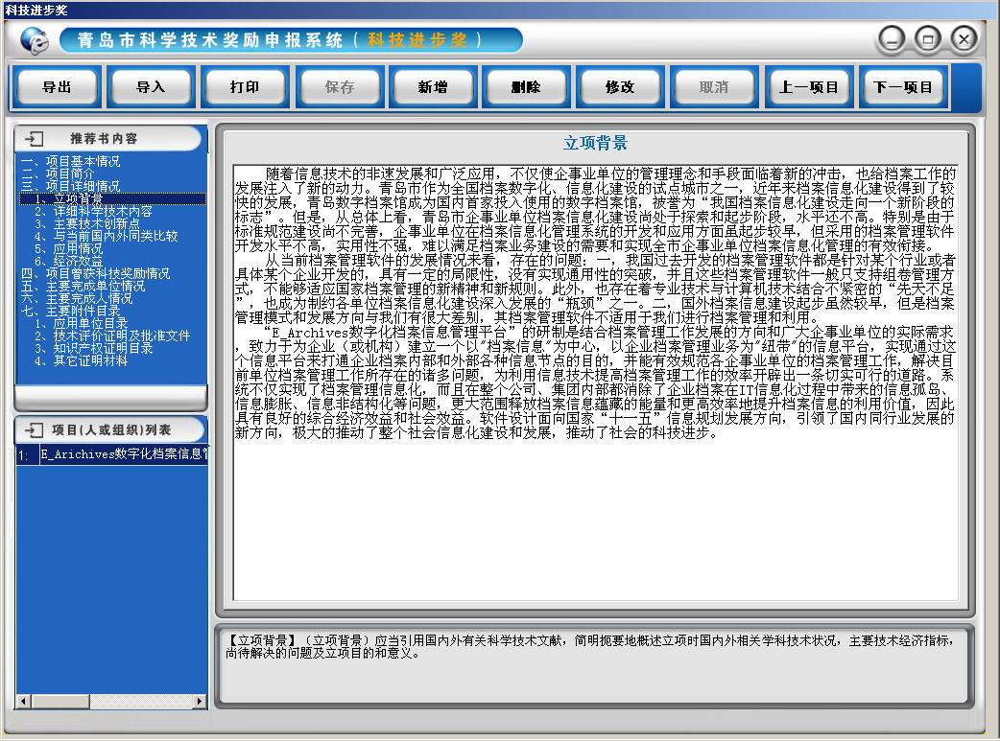 科技进步奖
青岛市科学技术奖励申报系统（科技进步奖）
导出 导入 打印 保存 新增 删除 修改 取消 上一项目 下一项目
推荐书内容
一、项目基本情况
二、项目简介
三、项目详细情况
1、立项背景
2、详细科学技术内容
3、主要技术创新点
4、与当前国内外同类比较
5、应用情况
6、经济效益
四、项目曾获科技奖励情况
五、主要完成单位情况
六、主要完成人情况
七、主要附件目录
1、应用单位目录
2、技术评价证明及批准文件
3、知识产权证明目录
4、其它证明材料
项目(人或组织)列表
1: E_Arichives数字化档案信息管
立项背景
随着信息技术的非速发展和广泛应用，不仅使企事业单位的管理理念和手段面临着新的冲击，也给档案工作的
发展注入了新的动力。青岛市作为全国档案数字化、信息化建设的试点城市之一，近年来档案信息化建设得到了较
快的发展，青岛数字档案馆成为国内首家投入使用的数字档案馆，被誉为“我国档案信息化建设走向一个新阶段的
标志”。但是，从总体上看，青岛市企事业单位档案信息化建设尚处于探索和起步阶段，水平还不高。特别是由于
标准规范建设尚不完善，企事业单位在档案信息化管理系统的开发和应用方面虽起步较早，但采用的档案管理软件
开发水平不高，实用性不强，难以满足档案业务建设的需要和实现全市企事业单位档案信息化管理的有效衔接。
从当前档案管理软件的发展情况来看，存在的问题：一，我国过去开发的档案管理软件都是针对某个行业或者
具体某个企业开发的，具有一定的局限性，没有实现通用性的突破，并且这些档案管理软件一般只支持组卷管理方
式，不能够适应国家档案管理的新精神和新规则。此外，也存在着专业技术与计算机技术结合不紧密的“先天不足
”，也成为制约各单位档案信息化建设深入发展的“瓶颈”之一。二，国外档案信息建设起步虽然较早，但是档案
管理模式和发展方向与我们有很大差别，其档案管理软件不适用于我们进行档案管理和利用。
“E_Archives数字化档案信息管理平台”的研制是结合档案管理工作发展的方向和广大企事业单位的实际需求
，致力于为企业（或机构）建立一个以"档案信息"为中心，以企业档案管理业务为"纽带"的信息平台，实现通过这
个信息平台来打通企业档案内部和外部各种信息节点的目的，并能有效规范各企事业单位的档案管理工作，解决目
前单位档案管理工作所存在的诸多问题，为利用信息技术提高档案管理工作的效率开辟出一条切实可行的道路。系
统不仅实现了档案管理信息化，而且在整个公司、集团内部都消除了企业档案在IT信息化过程中带来的信息孤岛、
信息膨胀、信息非结构化等问题，更大范围释放档案信息蕴藏的能量和更高效率地提升档案信息的利用价值，因此
具有良好的综合经济效益和社会效益。软件设计面向国家“十一五”信息规划发展方向，引领了国内同行业发展的
新方向，极大的推动了整个社会信息化建设和发展，推动了社会的科技进步。
【立项背景】（立项背景）应当引用国内外有关科学技术文献，简明扼要地概述立项时国内外相关学科技术状况，主要技术经济指标，
尚待解决的问题及立项目的和意义。